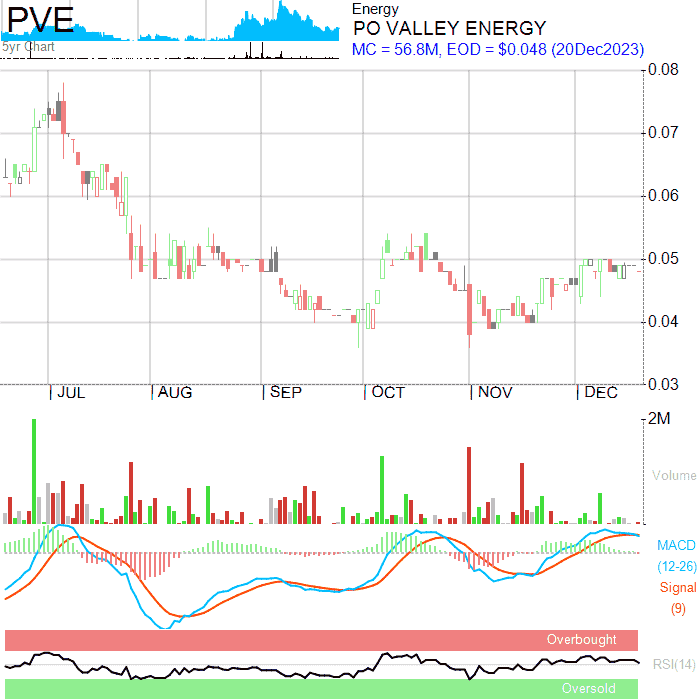 PVE
5yr Chart
Energy
PO VALLEY ENERGY
MC = 56.8M, EOD = $0.048 (20Dec2023)
0.08
0.07
0.06
0.05
0.04
0.03
JUL AUG SEP OCT NOV DEC
2M
Volume
MACD
(12-26)
Signal
(9)
Overbought
RSI(14)
Oversold